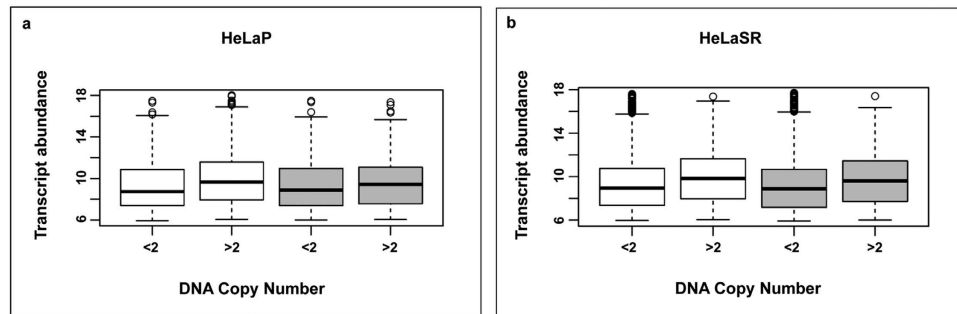 a
HeLaP
Transcript abundance
18
14
10
6
<2
>2
<2
>2
DNA Copy Number
b
HeLaSR
Transcript abundance
18
14
10
6
<2
>2
<2
>2
DNA Copy Number